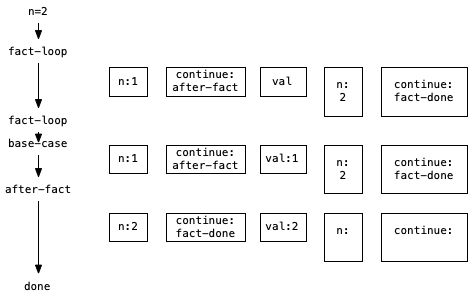 n=2
fact-loop
n:1
continue:
after-fact
val
n:
2
continue:
fact-done
fact-loop
base-case
n:1
continue:
after-fact
val:1
n:
2
continue:
fact-done
after-fact
n:2
continue:
fact-done
val:2
n:
continue:
done